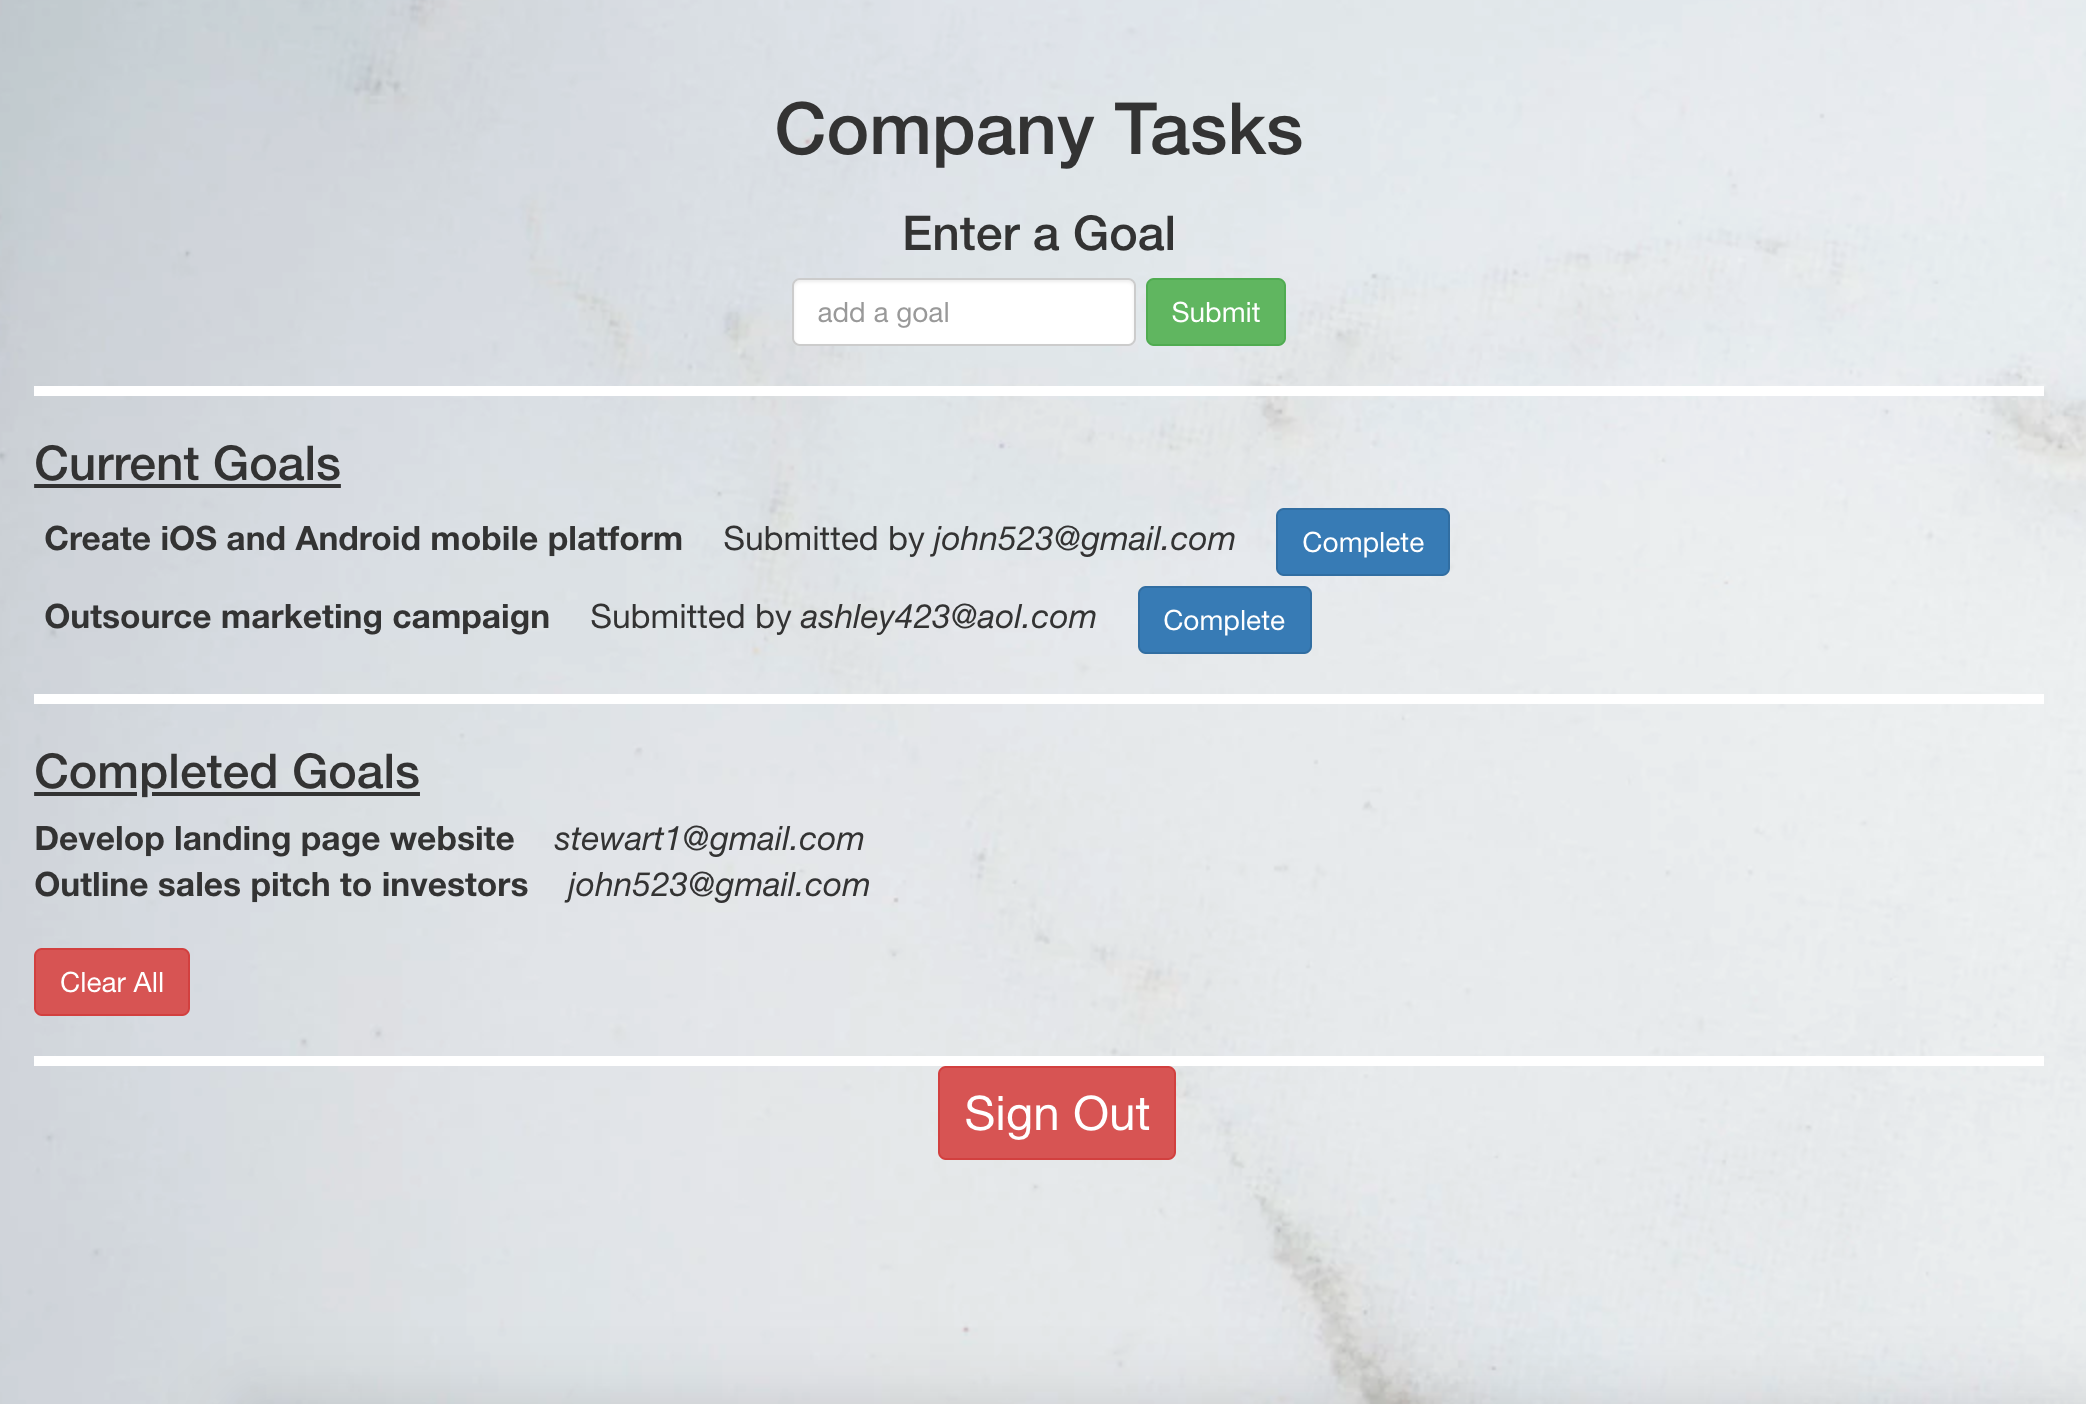 Company Tasks
Enter a Goal
add a goal Submit
Current Goals
Create iOS and Android mobile platform Submitted by john523@gmail.com Complete
Outsource marketing campaign Submitted by ashley423@aol.com Complete
Completed Goals
Develop landing page website stewart1@gmail.com
Outline sales pitch to investors john523@gmail.com
Clear All
Sign Out